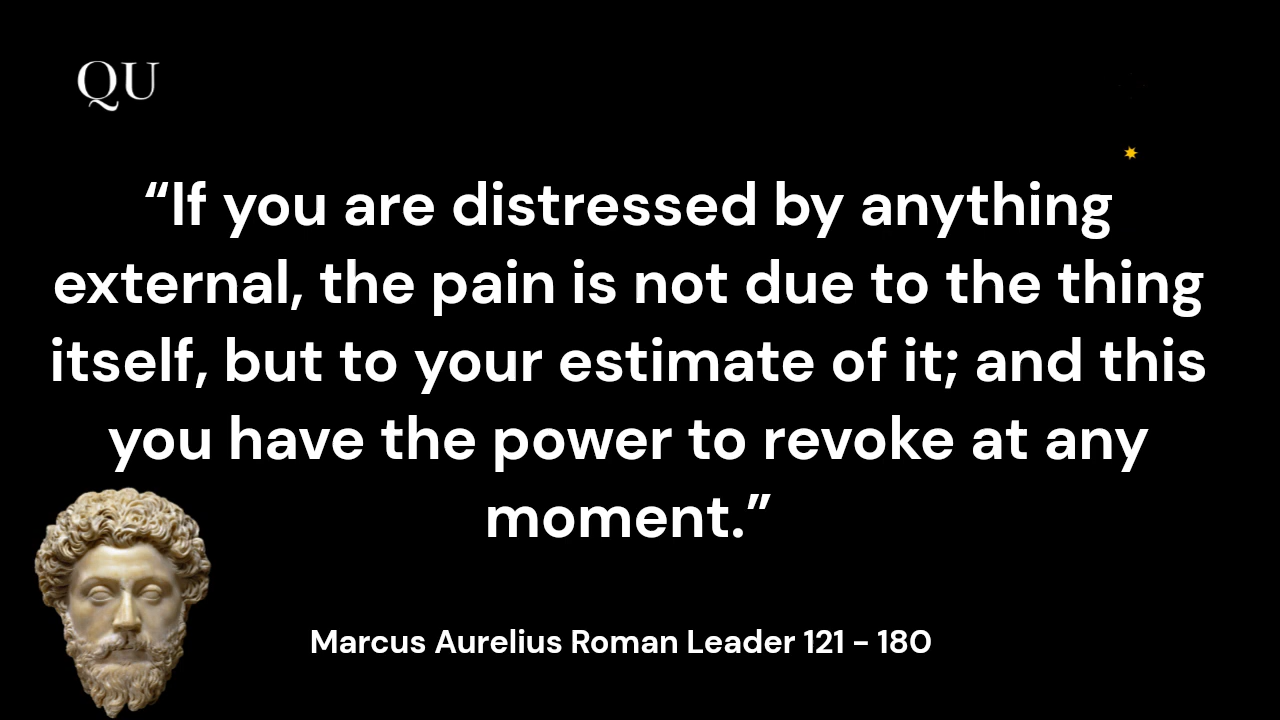 QU
“If you are distressed by anything
external, the pain is not due to the thing
itself, but to your estimate of it; and this
you have the power to revoke at any
moment.”
Marcus Aurelius Roman Leader 121 – 180